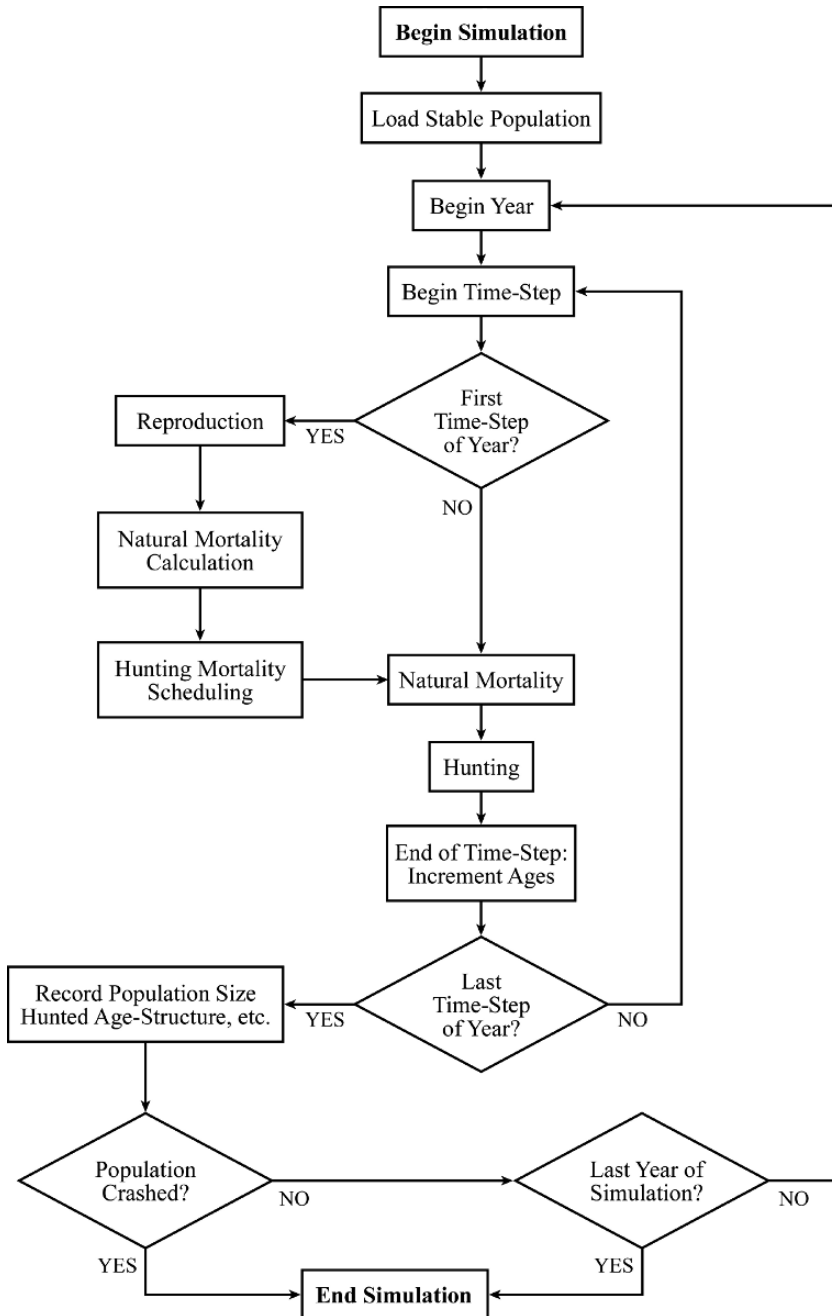 Begin Simulation
Load Stable Population
Begin Year
Begin Time-Step
First
Time-Step
of Year?
YES
Reproduction
NO
Natural Mortality
Calculation
Hunting Mortality
Scheduling
Natural Mortality
Hunting
End of Time-Step:
Increment Ages
Last
Time-Step
of Year?
YES
NO
Record Population Size
Hunted Age-Structure, etc.
Population
Crashed?
NO
YES
Last Year of
Simulation?
NO
YES
End Simulation